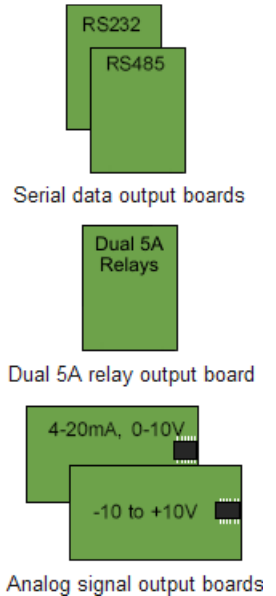 RS232
RS485
Serial data output boards
Dual 5A
Relays
Dual 5A relay output board
4-20mA, 0-10V
-10 to +10V
Analog signal output boards